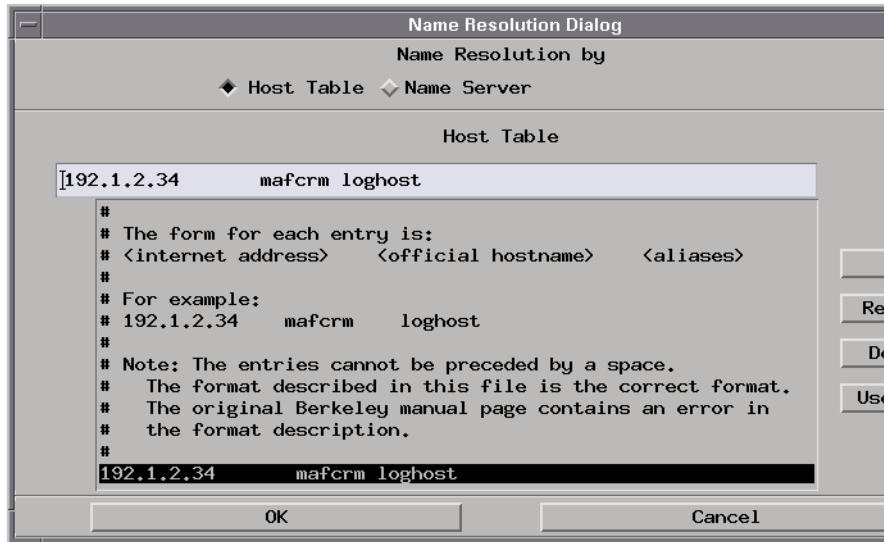 Name Resolution Dialog
Name Resolution by
Host Table Name Server
Host Table
192.1.2.34 mafcrm loghost
#
# The form for each entry is:
# <internet address> <official hostname> <aliases>
#
# For example:
# 192.1.2.34 mafcrm loghost
#
# Note: The entries cannot be preceded by a space.
# The format described in this file is the correct format.
# The original Berkeley manual page contains an error in
# the format description.
#
192.1.2.34 mafcrm loghost
OK Cancel